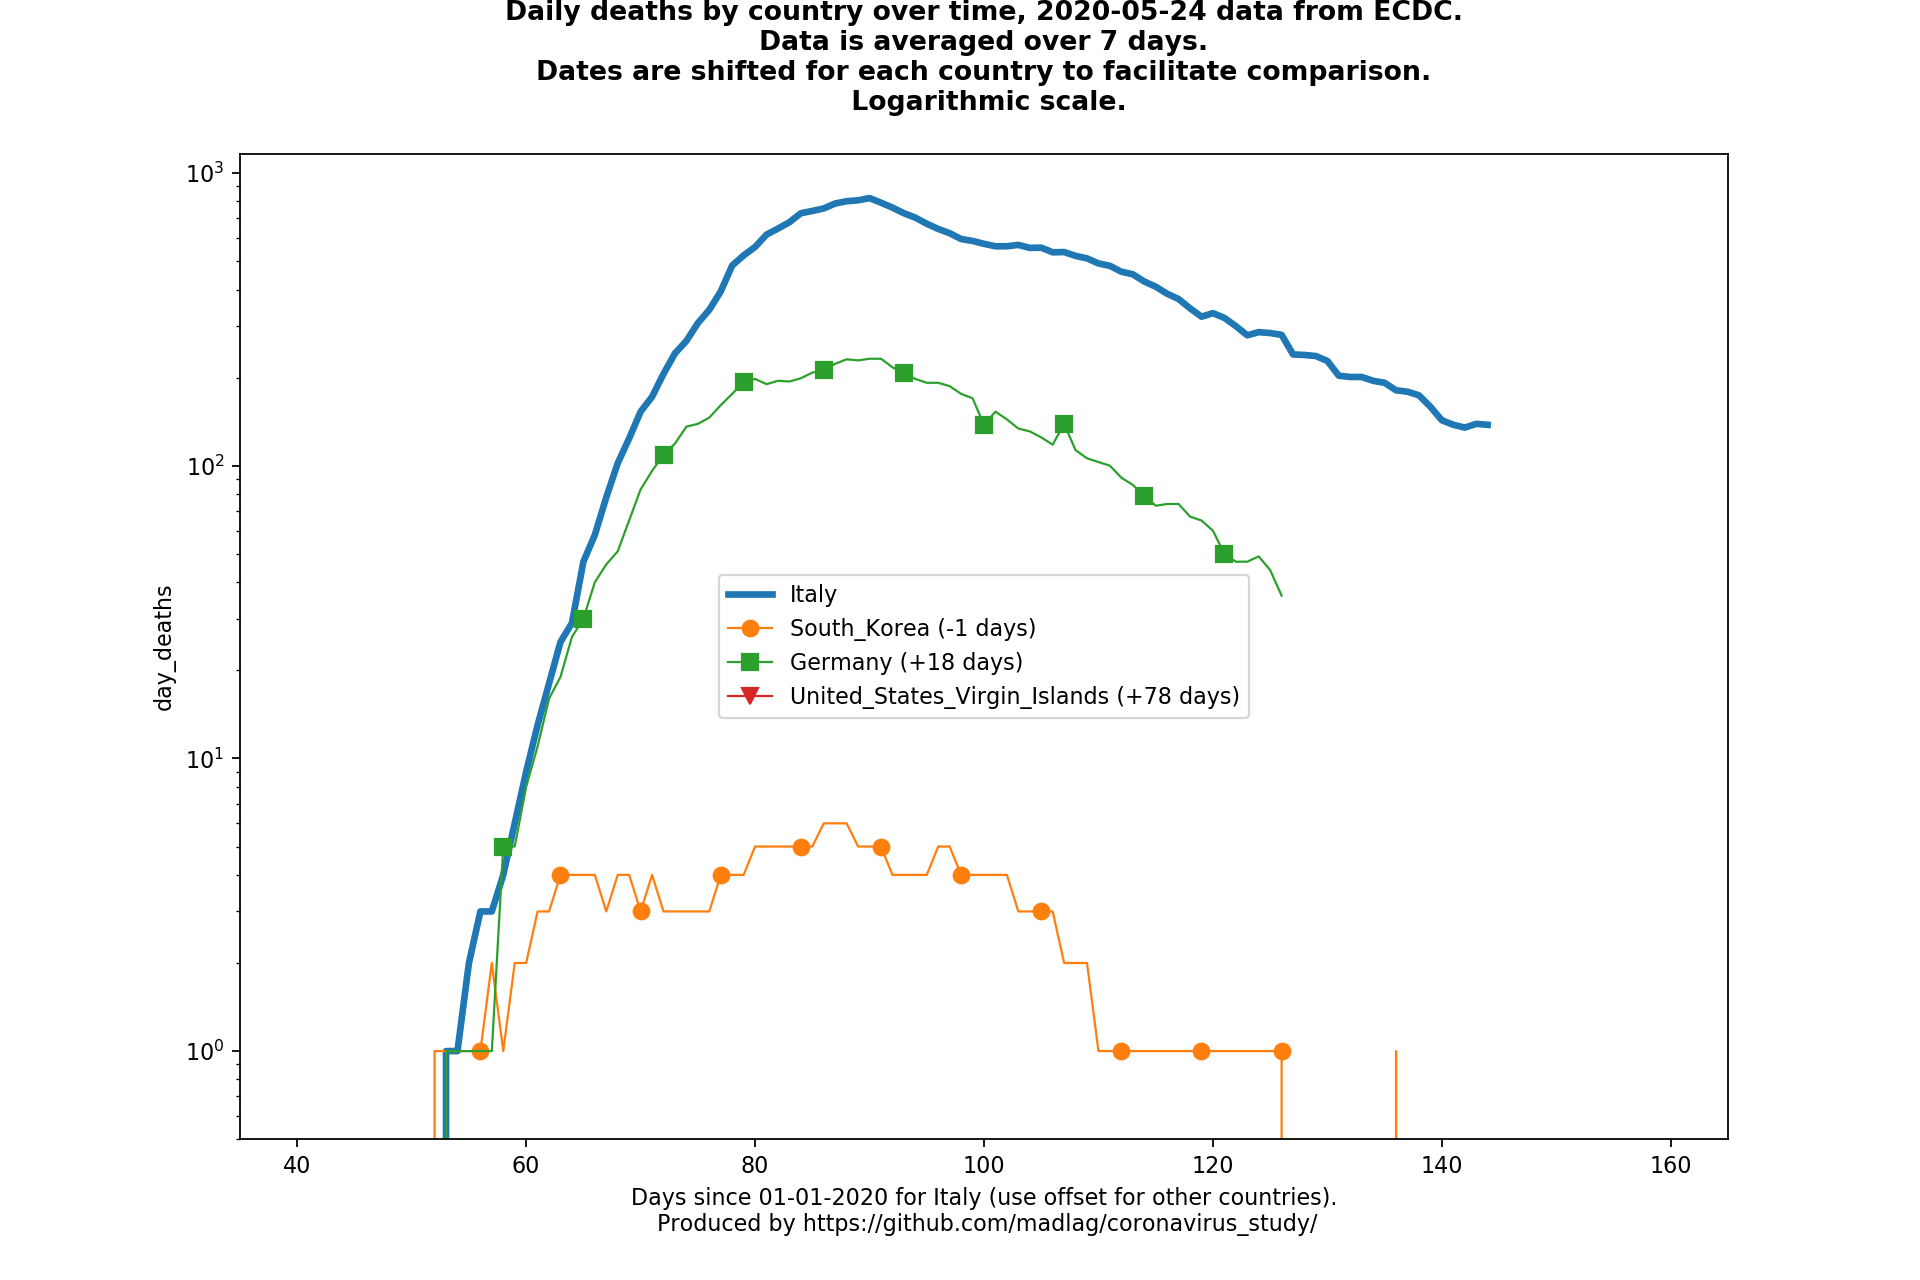 Daily deaths by country over time, 2020-05-24 data from ECDC.
Data is averaged over 7 days.
Dates are shifted for each country to facilitate comparison.
Logarithmic scale.
10³
10²
10¹
10⁰
day_deaths
Italy
South_Korea (-1 days)
Germany (+18 days)
United_States_Virgin_Islands (+78 days)
40 60 80 100 120 140 160
Days since 01-01-2020 for Italy (use offset for other countries).
Produced by https://github.com/madlag/coronavirus_study/